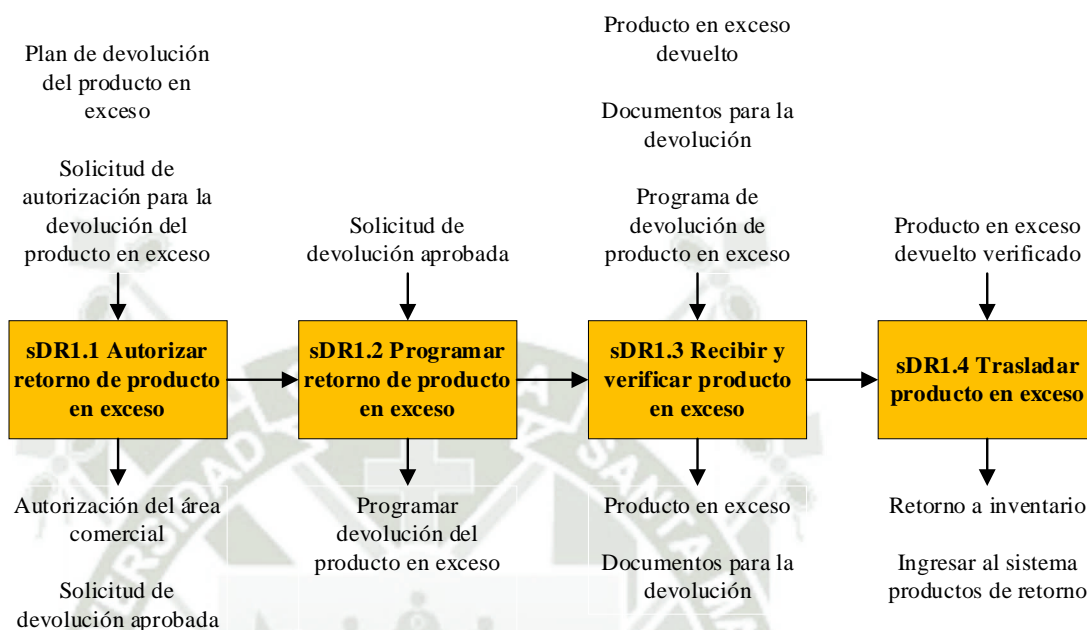 Plan de devolución
del producto en
exceso
Solicitud de
autorización para la
devolución del
producto en exceso
Solicitud de
devolución aprobada
Producto en exceso
devuelto
Documentos para la
devolución
Programa de
devolución de
producto en exceso
Producto en exceso
devuelto verificado
sDR1.1 Autorizar
retorno de producto
en exceso
sDR1.2 Programar
retorno de producto
en exceso
sDR1.3 Recibir y
verificar producto
en exceso
sDR1.4 Trasladar
producto en exceso
Autorización del área
comercial
Solicitud de
devolución aprobada
Programar
devolución del
producto en exceso
Producto en exceso
Documentos para la
devolución
Retorno a inventario
Ingresar al sistema
productos de retorno